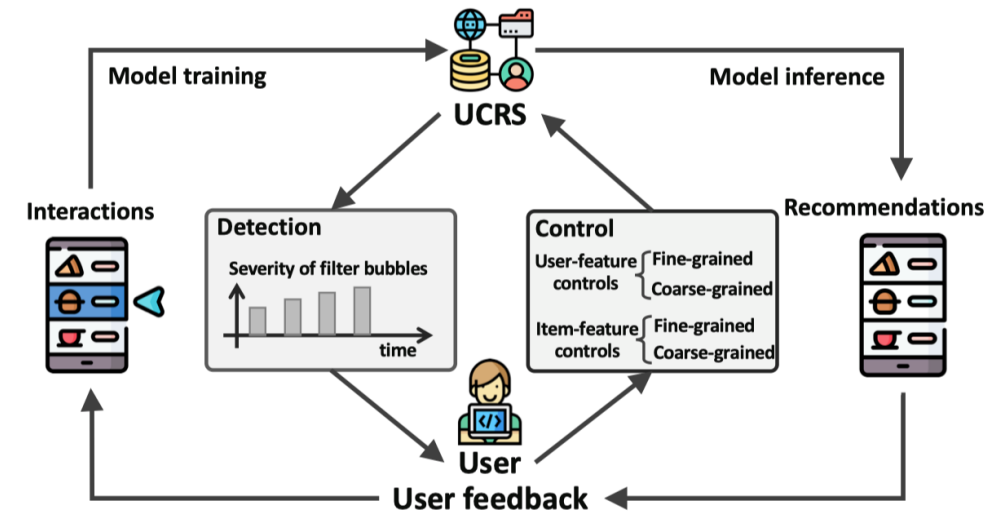 Model training
UCRS
Model inference
Interactions
Detection
Severity of filter bubbles
time
Control
User-feature controls
Fine-grained
Coarse-grained
Item-feature controls
Fine-grained
Coarse-grained
Recommendations
</>
User
User feedback